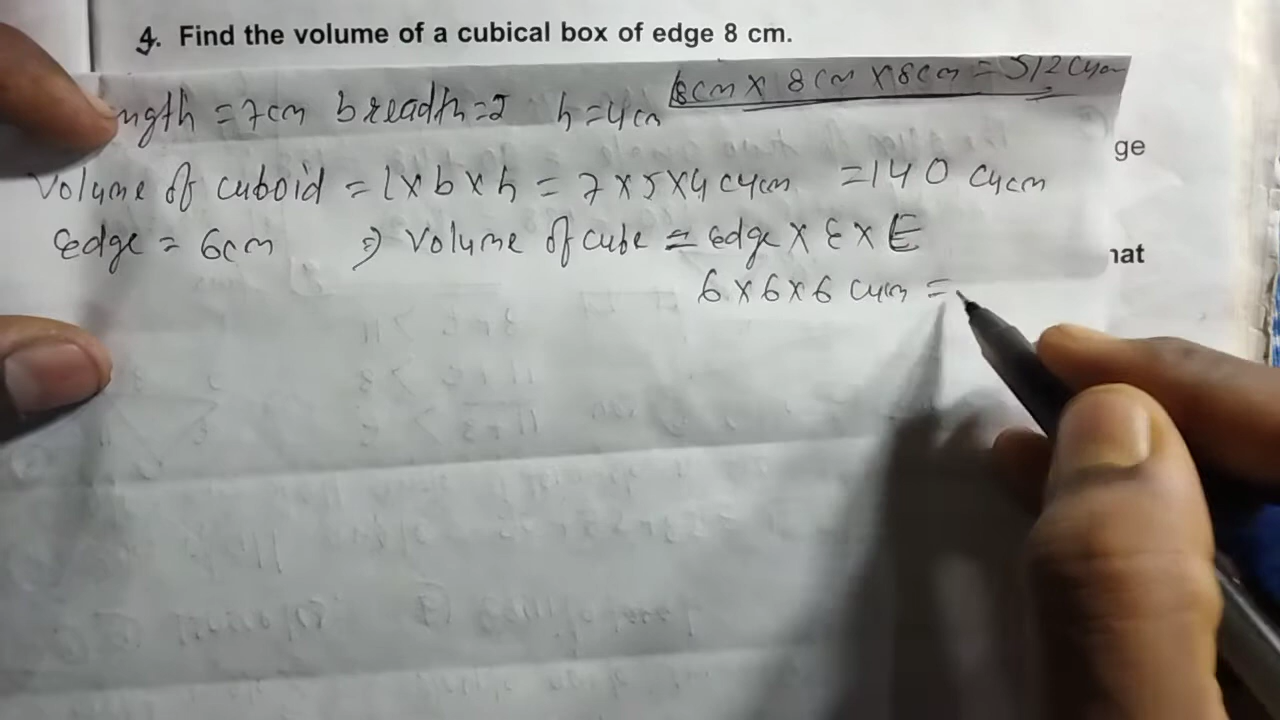 4. Find the volume of a cubical box of edge 8 cm.
8cm x 8cm x 8cm = 512 cucm
ngth = 7cm breadth = 5 h = 4cm
ge
Volume of cuboid = l x b x h = 7 x 5 x 4 cucm = 140 cucm
Edge = 6cm ⇒ Volume of cube = edge x E x E
hat
6 x 6 x 6 cucm =